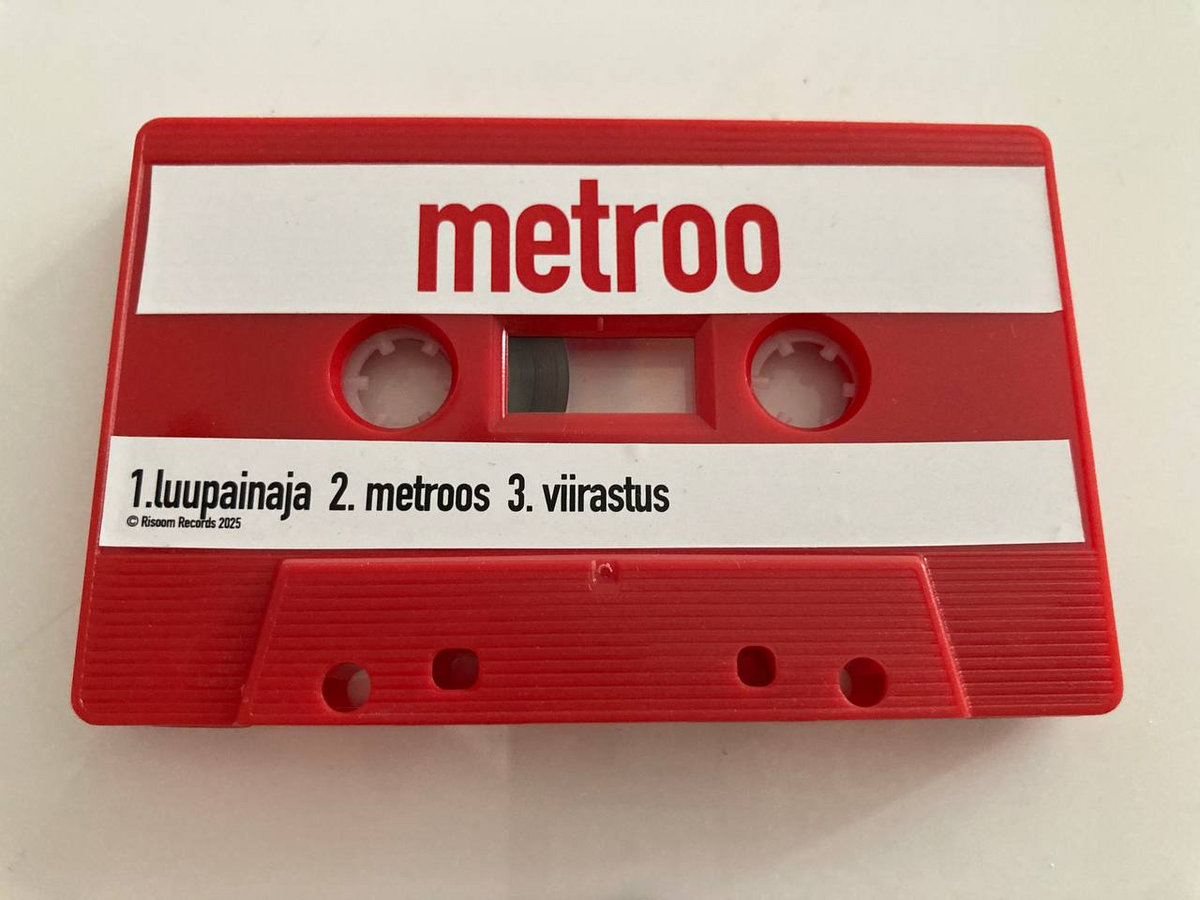 metroo
1.luupainaja 2. metroos 3. viirastus
© Risoom Records 2025